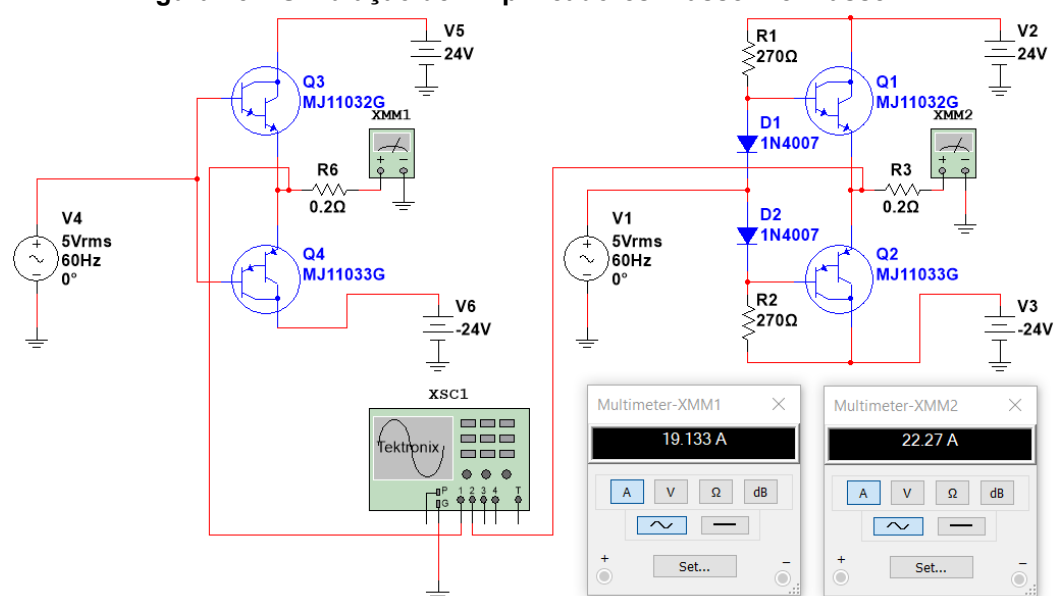 V5
24V
Q3
MJ11032G
XMM1
R6
0.2Ω
V4
5Vrms
60Hz
0°
Q4
MJ11033G
V6
-24V
R1
270Ω
V2
24V
Q1
MJ11032G
XMM2
D1
1N4007
R3
0.2Ω
V1
5Vrms
60Hz
0°
D2
1N4007
Q2
MJ11033G
R2
270Ω
V3
-24V
XSC1
Tektronix
P
G
1 2 3 4 T
Multimeter-XMM1
19.133 A
A V Ω dB
Set...
+ -
Multimeter-XMM2
22.27 A
A V Ω dB
Set...
+ -